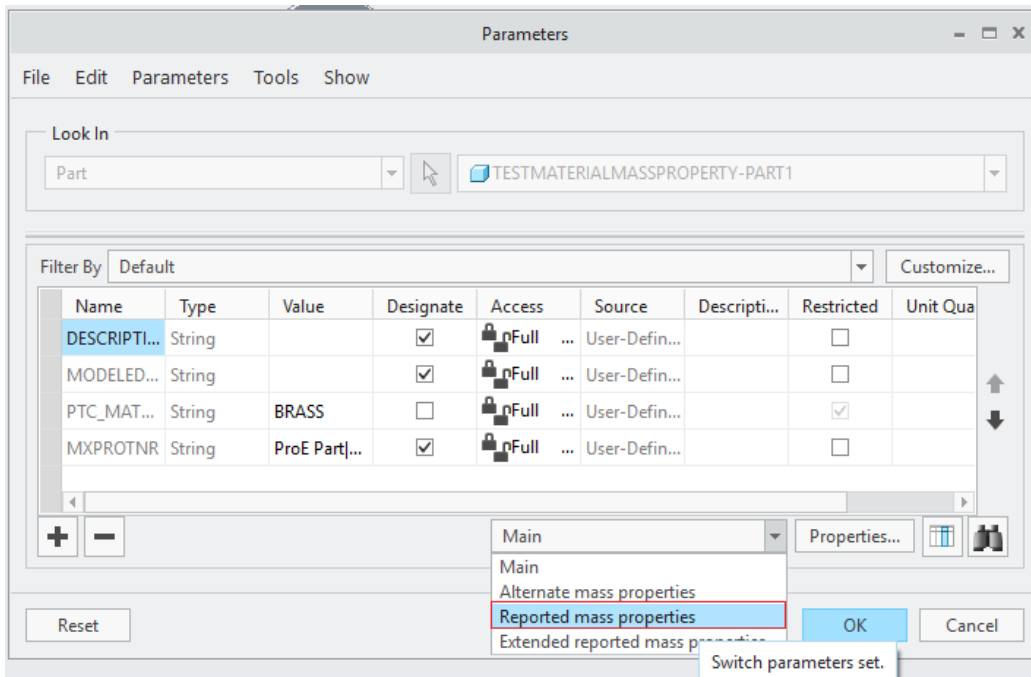 Parameters
File Edit Parameters Tools Show
Look In
Part TESTMATERIALMASSPROPERTY-PART1
Filter By Default Customize...
Name Type Value Designate Access Source Descripti... Restricted Unit Qua
DESCRIPTI... String Full ... User-Defin...
MODELED... String Full ... User-Defin...
PTC_MAT... String BRASS Full ... User-Defin...
MXPROTNR String ProE Part|... Full ... User-Defin...
Main Properties...
Main
Alternate mass properties
Reported mass properties
Extended reported mass
Reset OK Cancel
Switch parameters set.